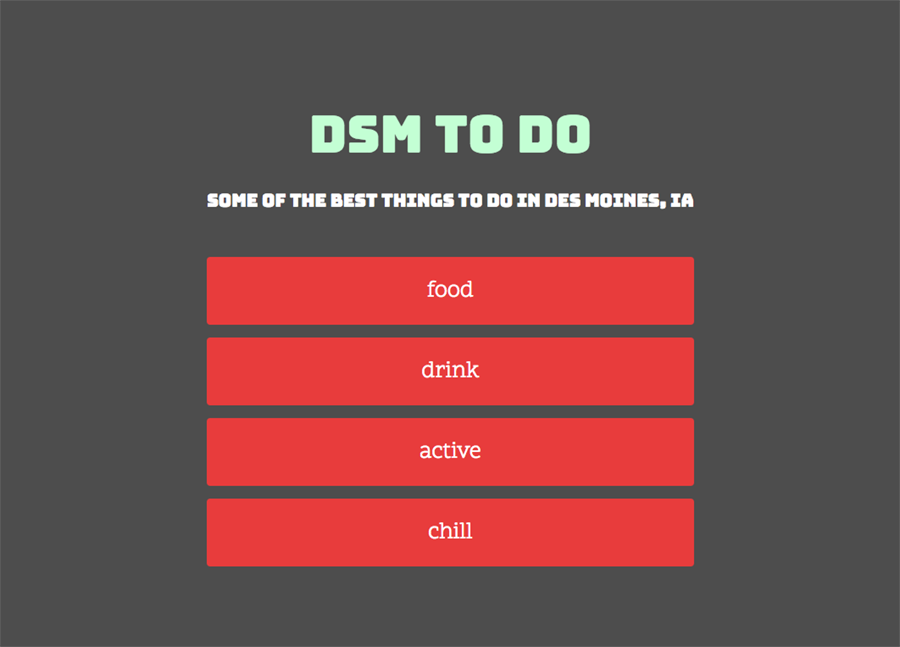 DSM TO DO
SOME OF THE BEST THINGS TO DO IN DES MOINES, IA
food
drink
active
chill